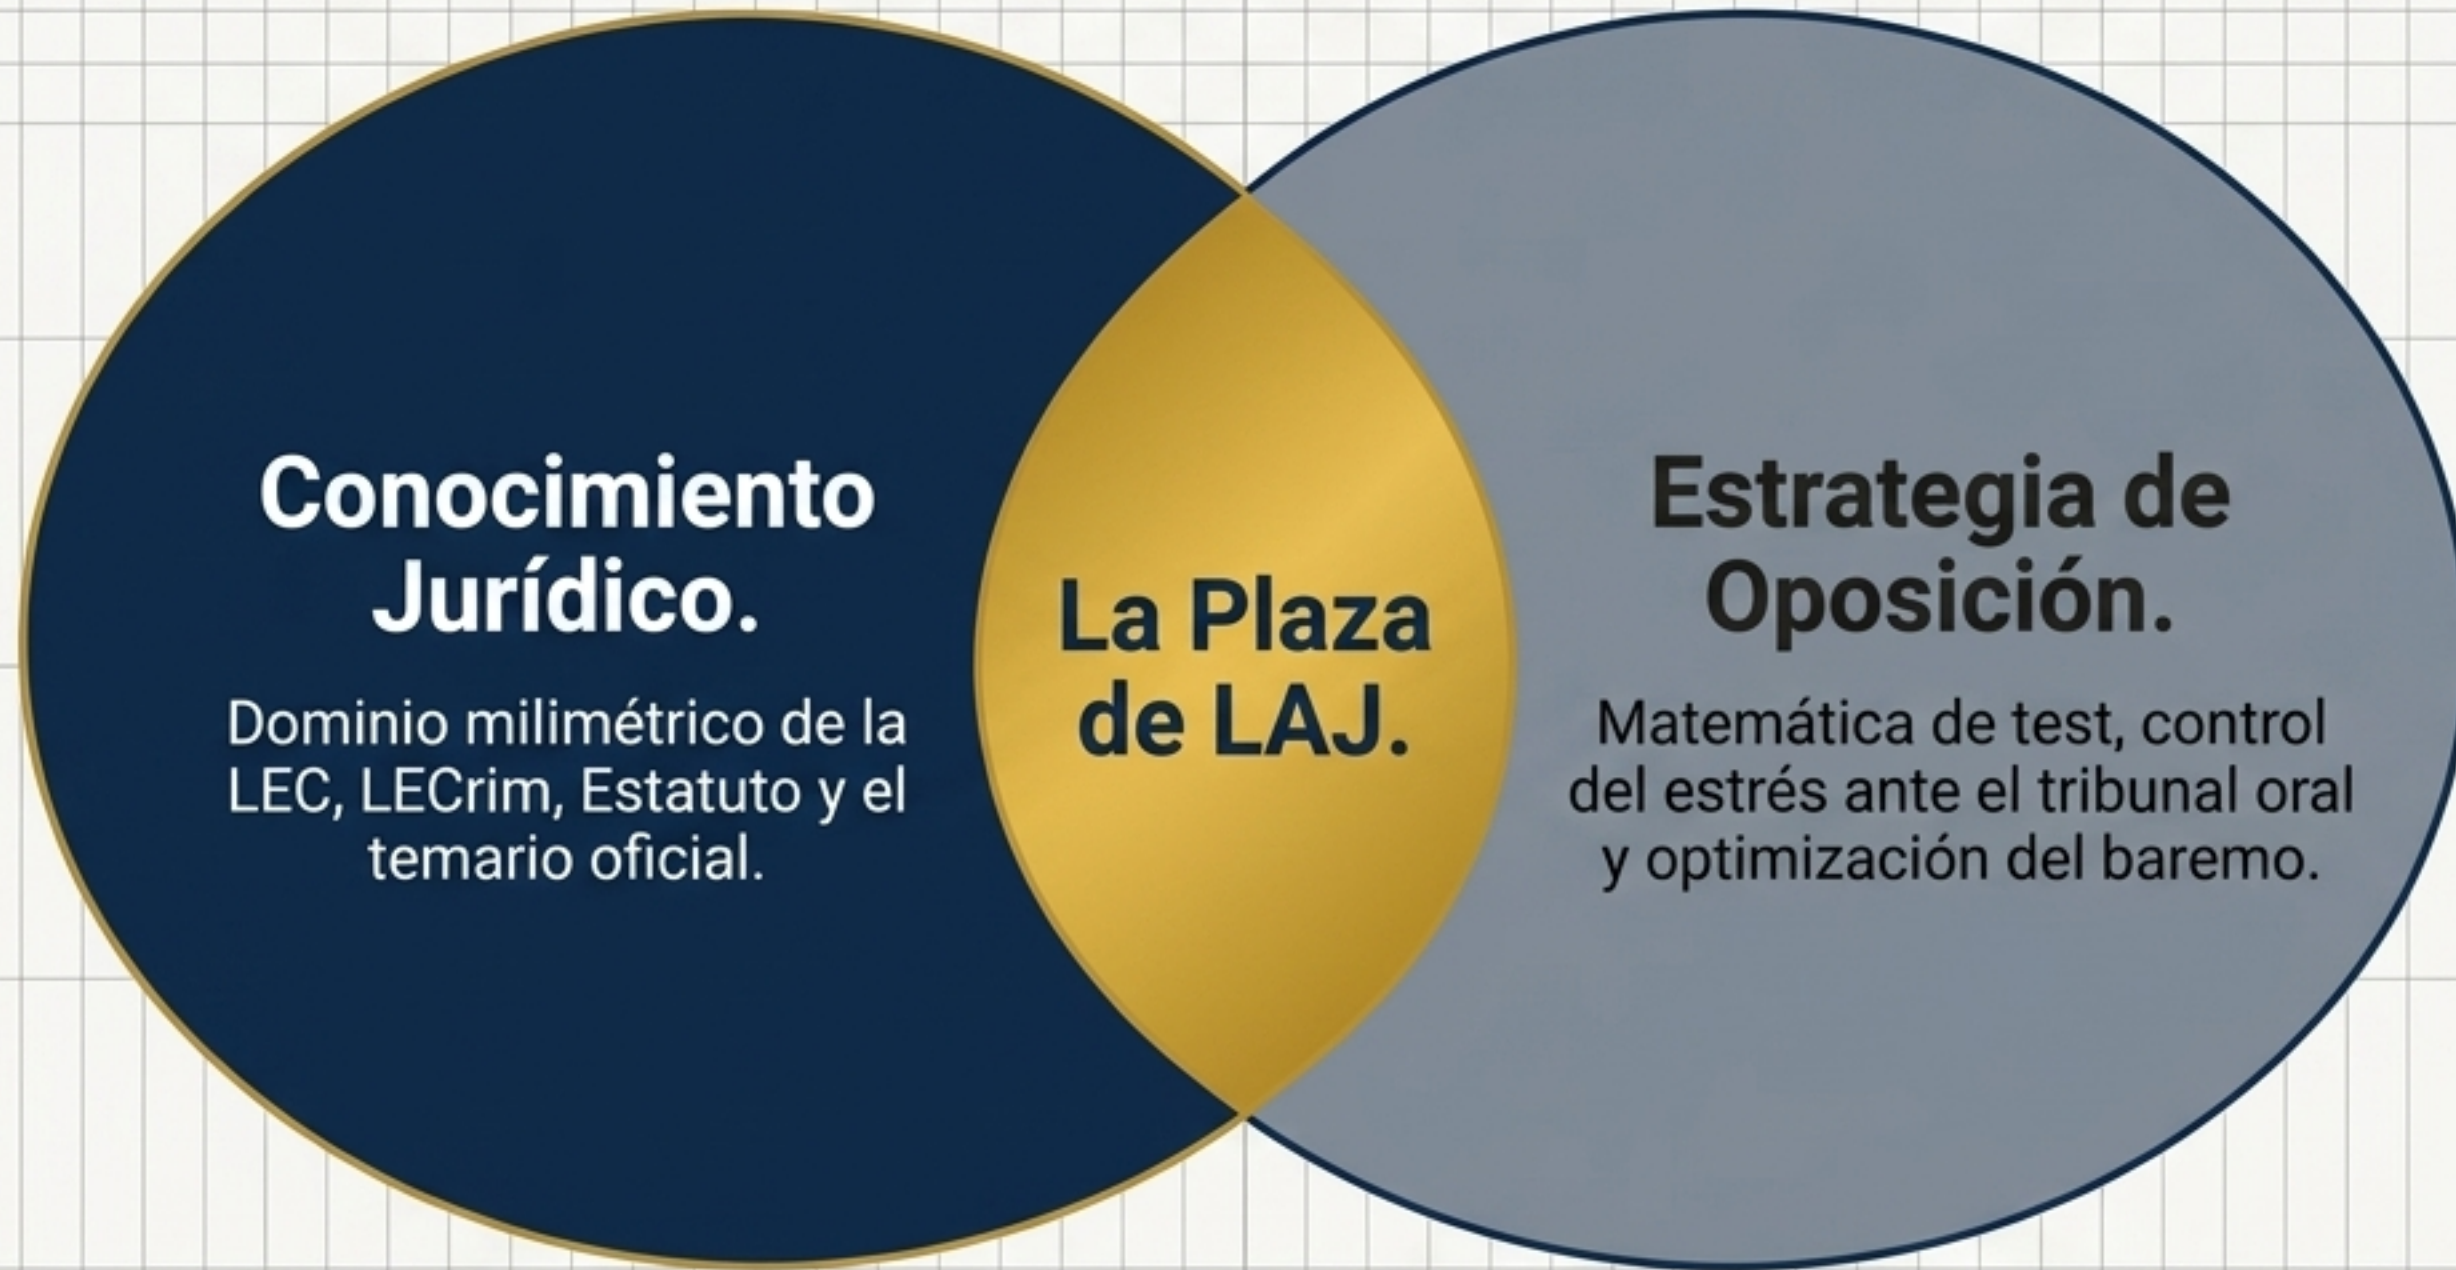 Conocimiento
Jurídico.
Dominio milimétrico de la
LEC, LECrim, Estatuto y el
temario oficial.
La Plaza
de LAJ.
Estrategia de
Oposición.
Matemática de test, control
del estrés ante el tribunal oral
y optimización del baremo.